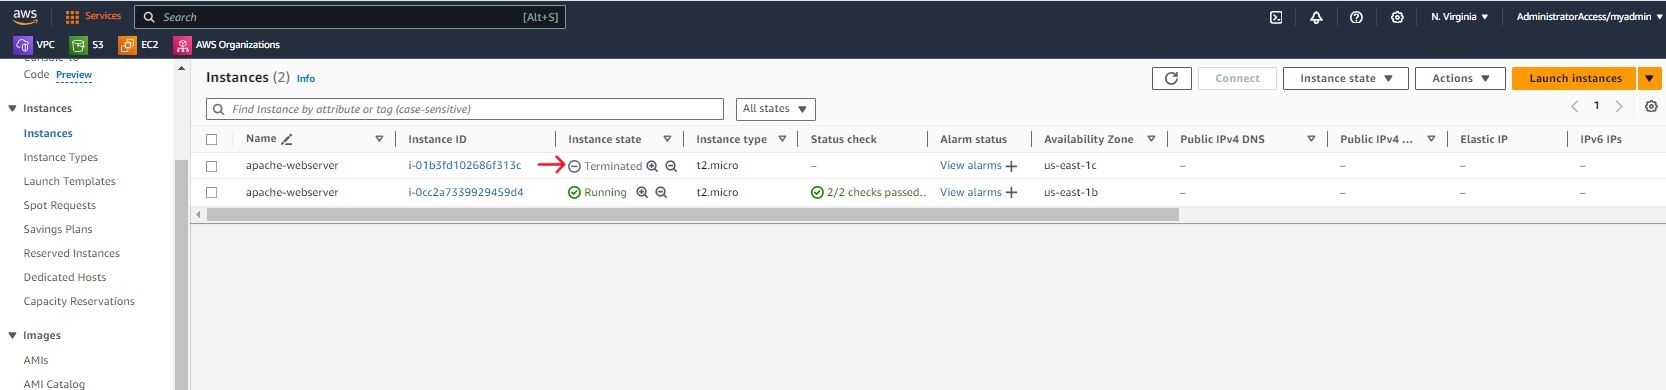 aws Services Search [Alt+S] N. Virginia AdministratorAccess/myadmin
VPC S3 EC2 AWS Organizations
Console-to-
Code Preview
Instances
Instances
Instance Types
Launch Templates
Spot Requests
Savings Plans
Reserved Instances
Dedicated Hosts
Capacity Reservations
Images
AMIs
AMI Catalog
Instances (2) Info Connect Instance state Actions Launch instances
Find Instance by attribute or tag (case-sensitive) All states 1
Name Instance ID Instance state Instance type Status check Alarm status Availability Zone Public IPv4 DNS Public IPv4 ... Elastic IP IPv6 IPs
apache-webserver i-01b3fd102686f313c Terminated t2.micro – View alarms + us-east-1c – – – –
apache-webserver i-0cc2a7339929459d4 Running t2.micro 2/2 checks passed.. View alarms + us-east-1b – – – –